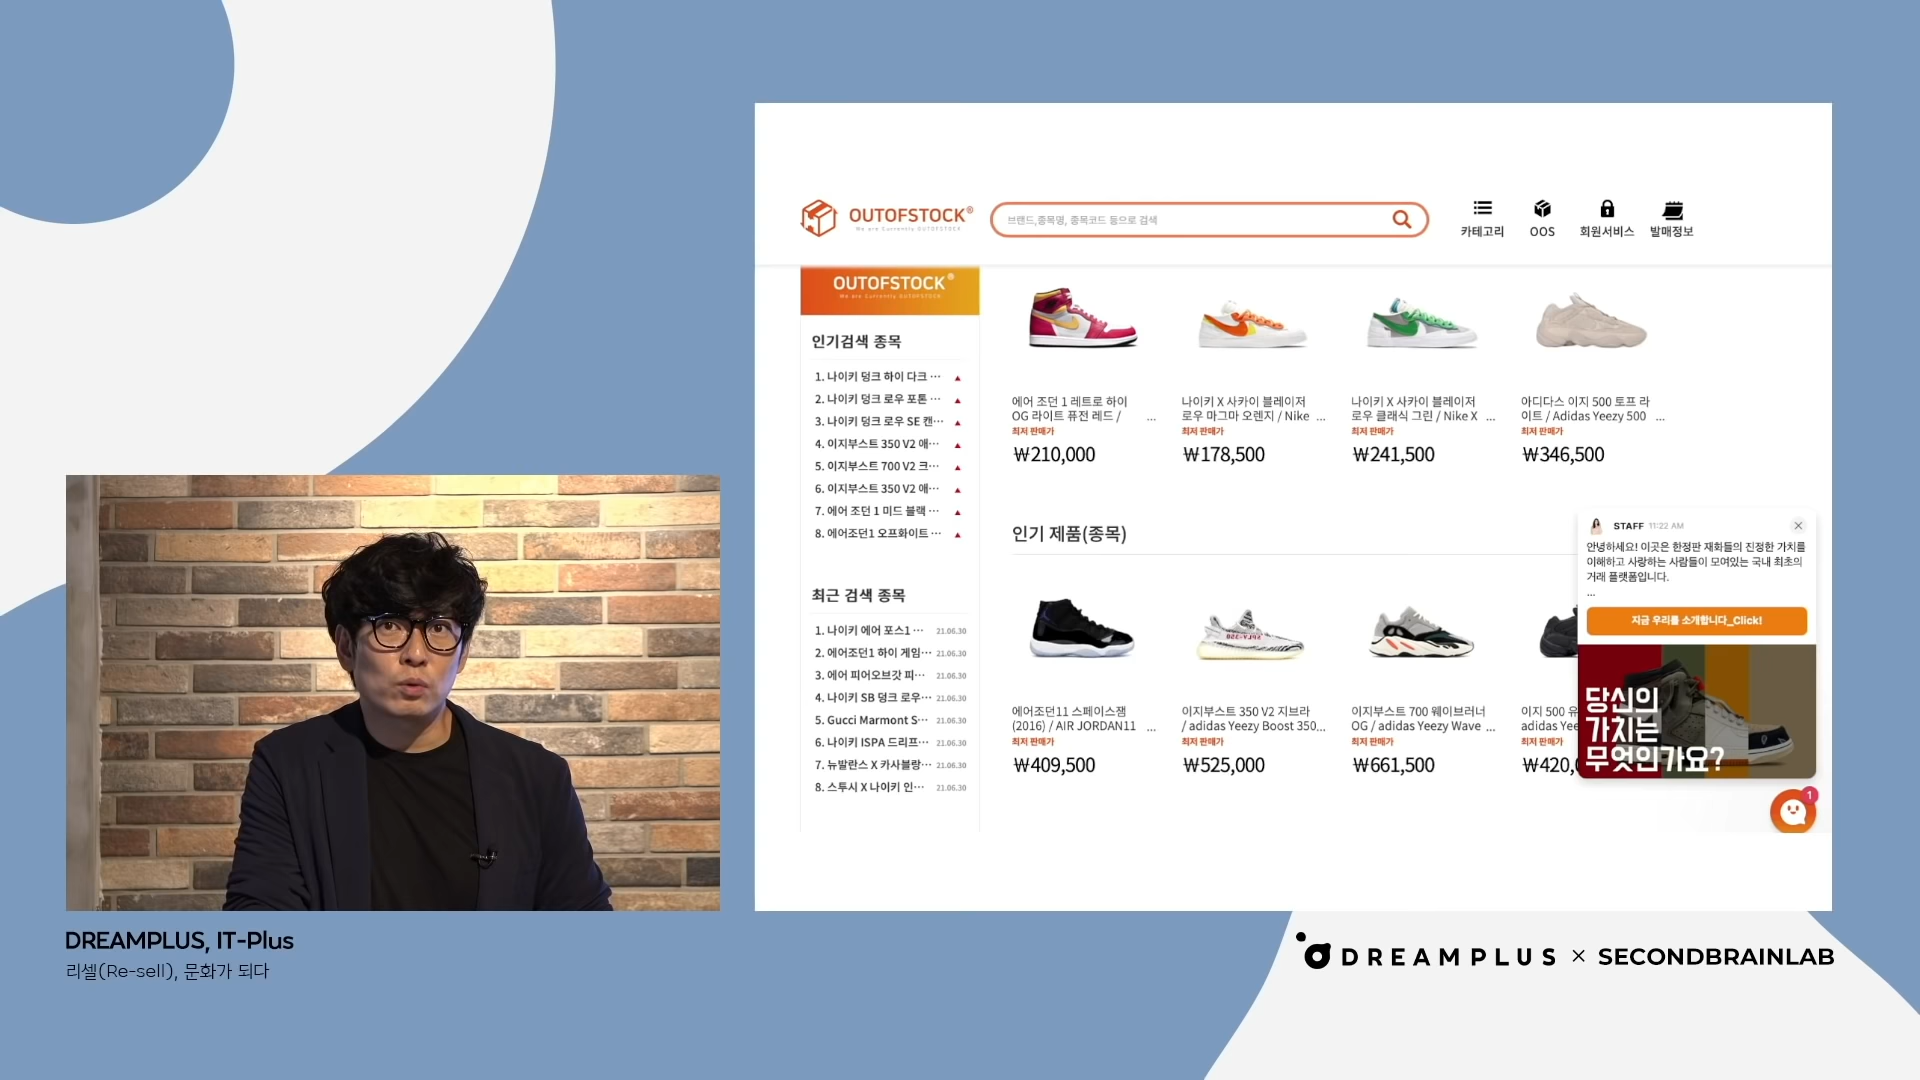 OUTOFSTOCK®
We are Currently OUTOFSTOCK
브랜드,종목명, 종목코드 등으로 검색
카테고리
OOS
회원서비스
발매정보
OUTOFSTOCK®
We are Currently OUTOFSTOCK
인기검색 종목
1. 나이키 덩크 하이 다크 ···
2. 나이키 덩크 로우 포톤 ···
3. 나이키 덩크 로우 SE 캔···
4. 이지부스트 350 V2 애···
5. 이지부스트 700 V2 크···
6. 이지부스트 350 V2 애···
7. 에어 조던 1 미드 블랙 ···
8. 에어조던1 오프화이트 ···
최근 검색 종목
1. 나이키 에어 포스1 ··· 21.06.30
2. 에어조던1 하이 게임··· 21.06.30
3. 에어 피어오브갓 피··· 21.06.30
4. 나이키 SB 덩크 로우··· 21.06.30
5. Gucci Marmont S··· 21.06.30
6. 나이키 ISPA 드리프··· 21.06.30
7. 뉴발란스 X 카사블랑··· 21.06.30
8. 스투시 X 나이키 인··· 21.06.30
에어 조던 1 레트로 하이
OG 라이트 퓨전 레드 / ...
최저 판매가
₩210,000
나이키 X 사카이 블레이저
로우 마그마 오렌지 / Nike ...
최저 판매가
₩178,500
나이키 X 사카이 블레이저
로우 클래식 그린 / Nike X ...
최저 판매가
₩241,500
아디다스 이지 500 토프 라
이트 / Adidas Yeezy 500 ...
최저 판매가
₩346,500
인기 제품(종목)
에어조던11 스페이스잼
(2016) / AIR JORDAN11 ...
최저 판매가
₩409,500
이지부스트 350 V2 지브라
/ adidas Yeezy Boost 350...
최저 판매가
₩525,000
이지부스트 700 웨이브러너
OG / adidas Yeezy Wave ...
최저 판매가
₩661,500
이지 500 유
adidas Yee
최저 판매가
₩420,0
STAFF 11:22 AM
안녕하세요! 이곳은 한정판 재화들의 진정한 가치를
이해하고 사랑하는 사람들이 모여있는 국내 최초의
거래 플랫폼입니다.
...
지금 우리를 소개합니다_Click!
당신의
가치는
무엇인가요?
1
DREAMPLUS, IT-Plus
리셀(Re-sell), 문화가 되다
DREAMPLUS × SECONDBRAINLAB